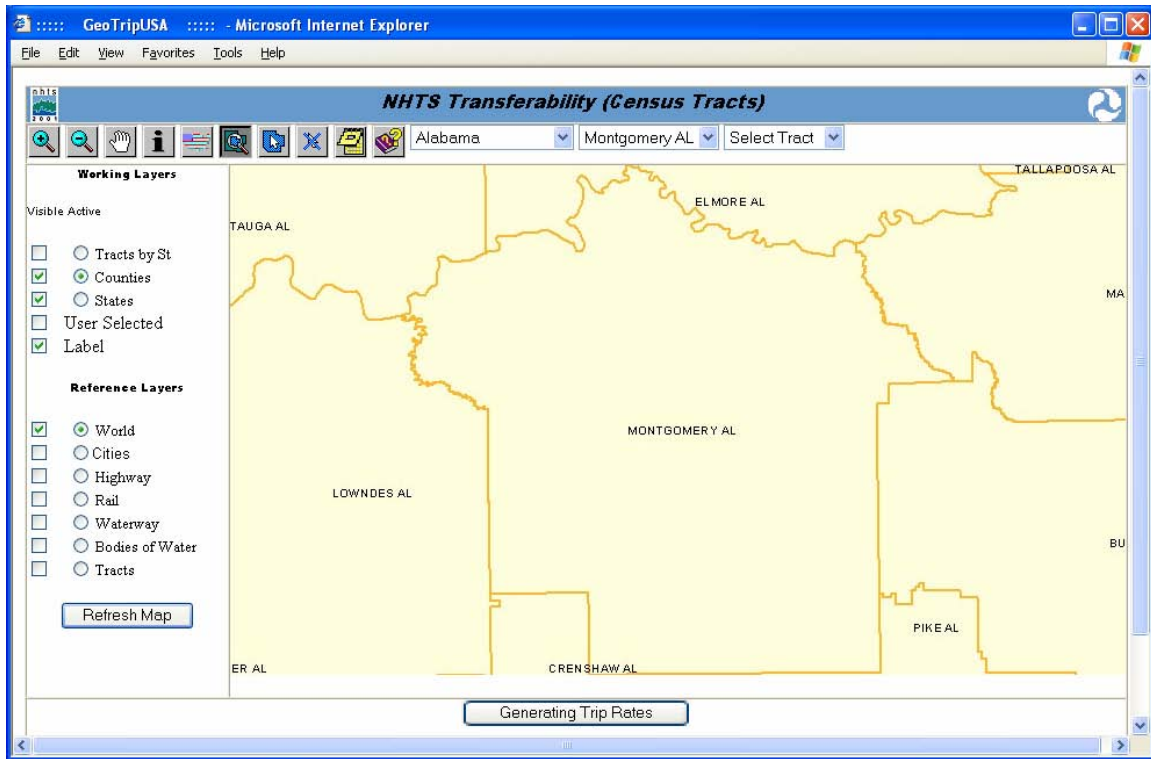 ::::: GeoTripUSA ::::: - Microsoft Internet Explorer
File Edit View Favorites Tools Help
nhts
2001
NHTS Transferability (Census Tracts)
Alabama Montgomery AL Select Tract
Working Layers
Visible Active
Tracts by St
Counties
States
User Selected
Label
Reference Layers
World
Cities
Highway
Rail
Waterway
Bodies of Water
Tracts
Refresh Map
TALLAPOOSA AL
ELMORE AL
TAUGA AL
MA
MONTGOMERY AL
LOWNDES AL
BU
PIKE AL
ER AL
CRENSHAW AL
Generating Trip Rates